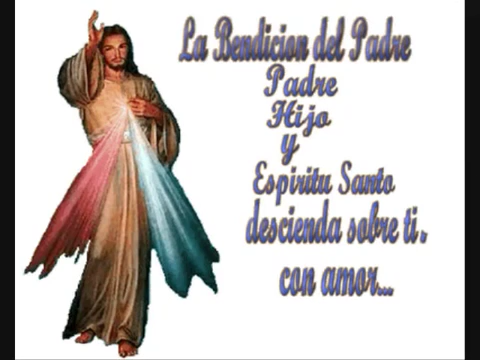 La Bendicion del Padre
Padre
Hijo
y
Espiritu Santo
descienda sobre ti.
con amor...